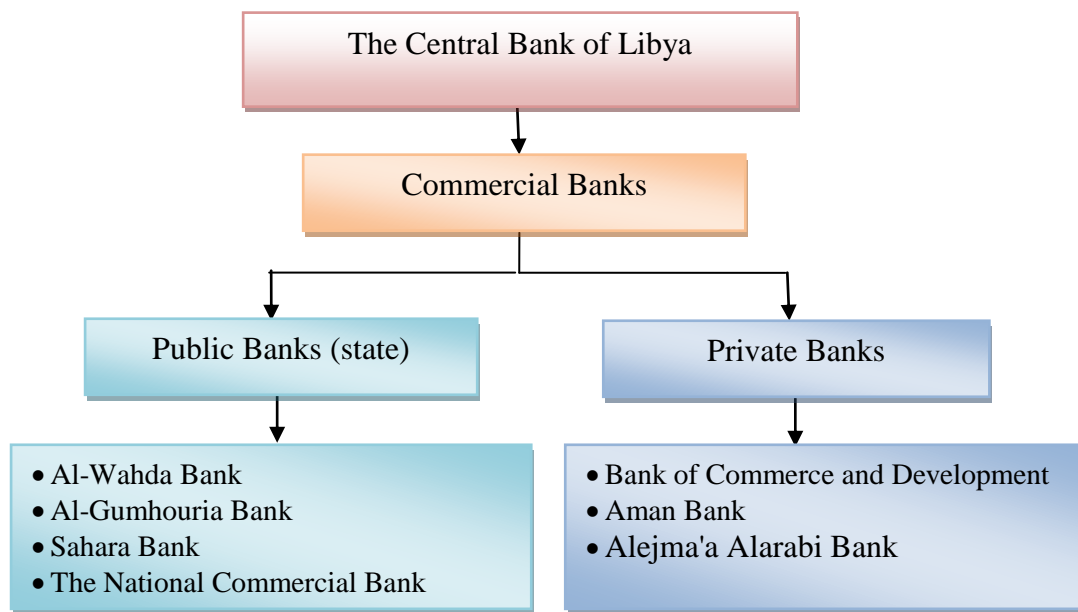 The Central Bank of Libya
Commercial Banks
Public Banks (state)
Private Banks
• Al-Wahda Bank
• Al-Gumhouria Bank
• Sahara Bank
• The National Commercial Bank
• Bank of Commerce and Development
• Aman Bank
• Alejma'a Alarabi Bank